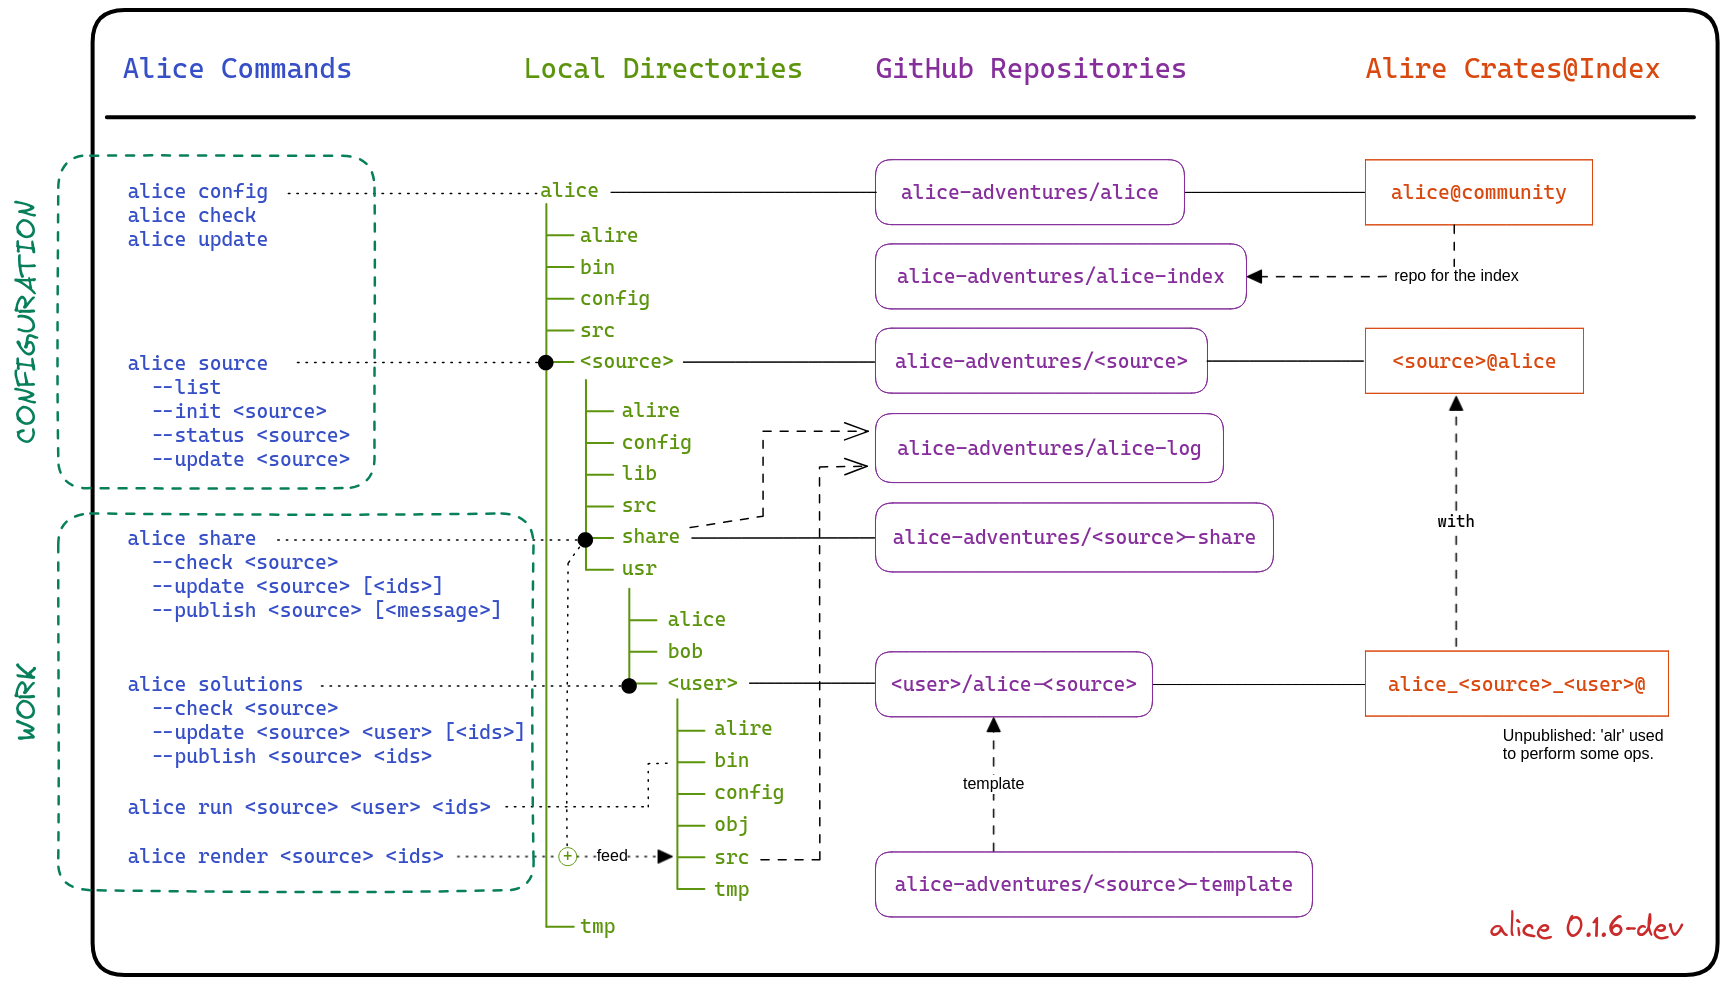 Alice Commands
Local Directories
GitHub Repositories
Alire Crates@Index
CONFIGURATION
alice config
alice check
alice update
alice source
--list
--init <source>
--status <source>
--update <source>
WORK
alice share
--check <source>
--update <source> [<ids>]
--publish <source> [<message>]
alice solutions
--check <source>
--update <source> <user> [<ids>]
--publish <source> <ids>
alice run <source> <user> <ids>
alice render <source> <ids>
+
feed
alice
alire
bin
config
src
<source>
alire
config
lib
src
share
usr
alice
bob
<user>
alire
bin
config
obj
src
tmp
tmp
alice-adventures/alice
alice-adventures/alice-index
alice-adventures/<source>
alice-adventures/alice-log
alice-adventures/<source>-share
<user>/alice-<source>
template
alice-adventures/<source>-template
alice@community
repo for the index
<source>@alice
with
alice_<source>_<user>@
Unpublished: 'alr' used
to perform some ops.
alice 0.1.6-dev